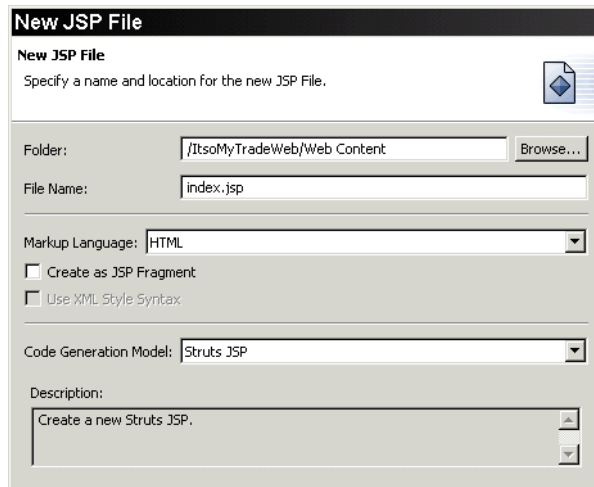 New JSP File
New JSP File
Specify a name and location for the new JSP File.
Folder: /ItsoMyTradeWeb/Web Content Browse...
File Name: index.jsp
Markup Language: HTML
Create as JSP Fragment
Use XML Style Syntax
Code Generation Model: Struts JSP
Description:
Create a new Struts JSP.